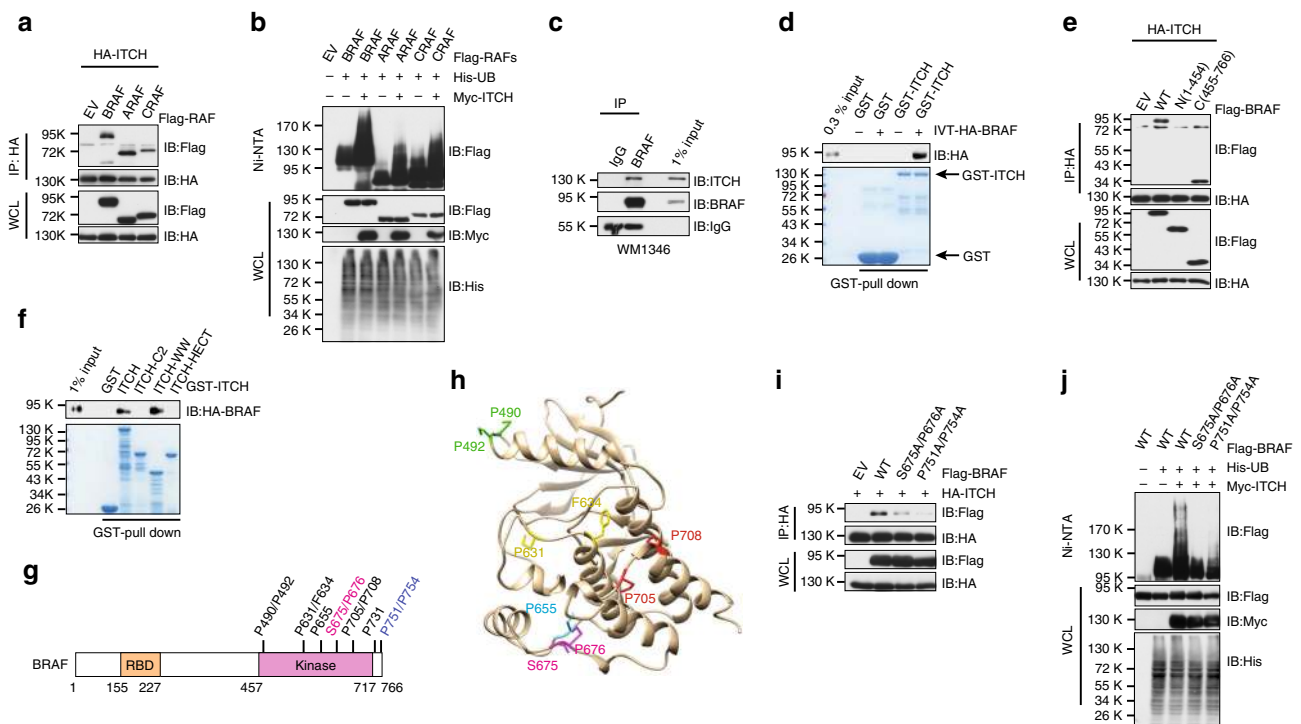 a
HA-ITCH
EV BRAF ARAF CRAF
Flag-RAF
IP: HA
95K
72K
IB:Flag
130K
IB:HA
WCL
95K
72K
IB:Flag
130K
IB:HA
b
EV BRAF BRAF ARAF ARAF CRAF CRAF
Flag-RAFs
– + + + + + + His-UB
– – + – + – + Myc-ITCH
Ni-NTA
170 K
130 K
95 K
IB:Flag
WCL
95 K
72 K
IB:Flag
130 K
IB:Myc
130 K
95 K
72 K
55 K
34 K
26 K
IB:His
c
IP
IgG BRAF 1% input
130 K
IB:ITCH
95 K
IB:BRAF
55 K
IB:IgG
WM1346
d
0.3 % input GST GST GST-ITCH GST-ITCH
– + – + IVT-HA-BRAF
95 K
IB:HA
130 K
95 K
72 K
55 K
43 K
34 K
26 K
GST-ITCH
GST
GST-pull down
e
HA-ITCH
EV WT N(1-454) C(455-766)
Flag-BRAF
IP:HA
95 K
72 K
55 K
43 K
34 K
IB:Flag
130 K
IB:HA
WCL
95 K
72 K
55 K
43 K
34 K
IB:Flag
130 K
IB:HA
f
1% input GST ITCH ITCH-C2 ITCH-WW ITCH-HECT
GST-ITCH
95 K
IB:HA-BRAF
130 K
95 K
72 K
55 K
43 K
34K
26 K
GST-pull down
g
P490/P492 P631/F634 P655 S675/P676 P705/P708 P731 P751/P754
BRAF
RBD
Kinase
1 155 227 457 717 766
h
P490
P492
F634
P631
P708
P705
P655
P676
S675
i
EV WT S675A/P676A P751A/P754A
Flag-BRAF
+ + + + HA-ITCH
IP:HA
95 K
IB:Flag
130 K
IB:HA
WCL
95 K
IB:Flag
130 K
IB:HA
j
WT WT WT S675A/P676A P751A/P754A
Flag-BRAF
– + + + + His-UB
– – + + + Myc-ITCH
Ni-NTA
170 K
130 K
95 K
IB:Flag
WCL
95 K
IB:Flag
130 K
IB:Myc
130 K
95 K
72 K
55 K
34 K
26 K
IB:His